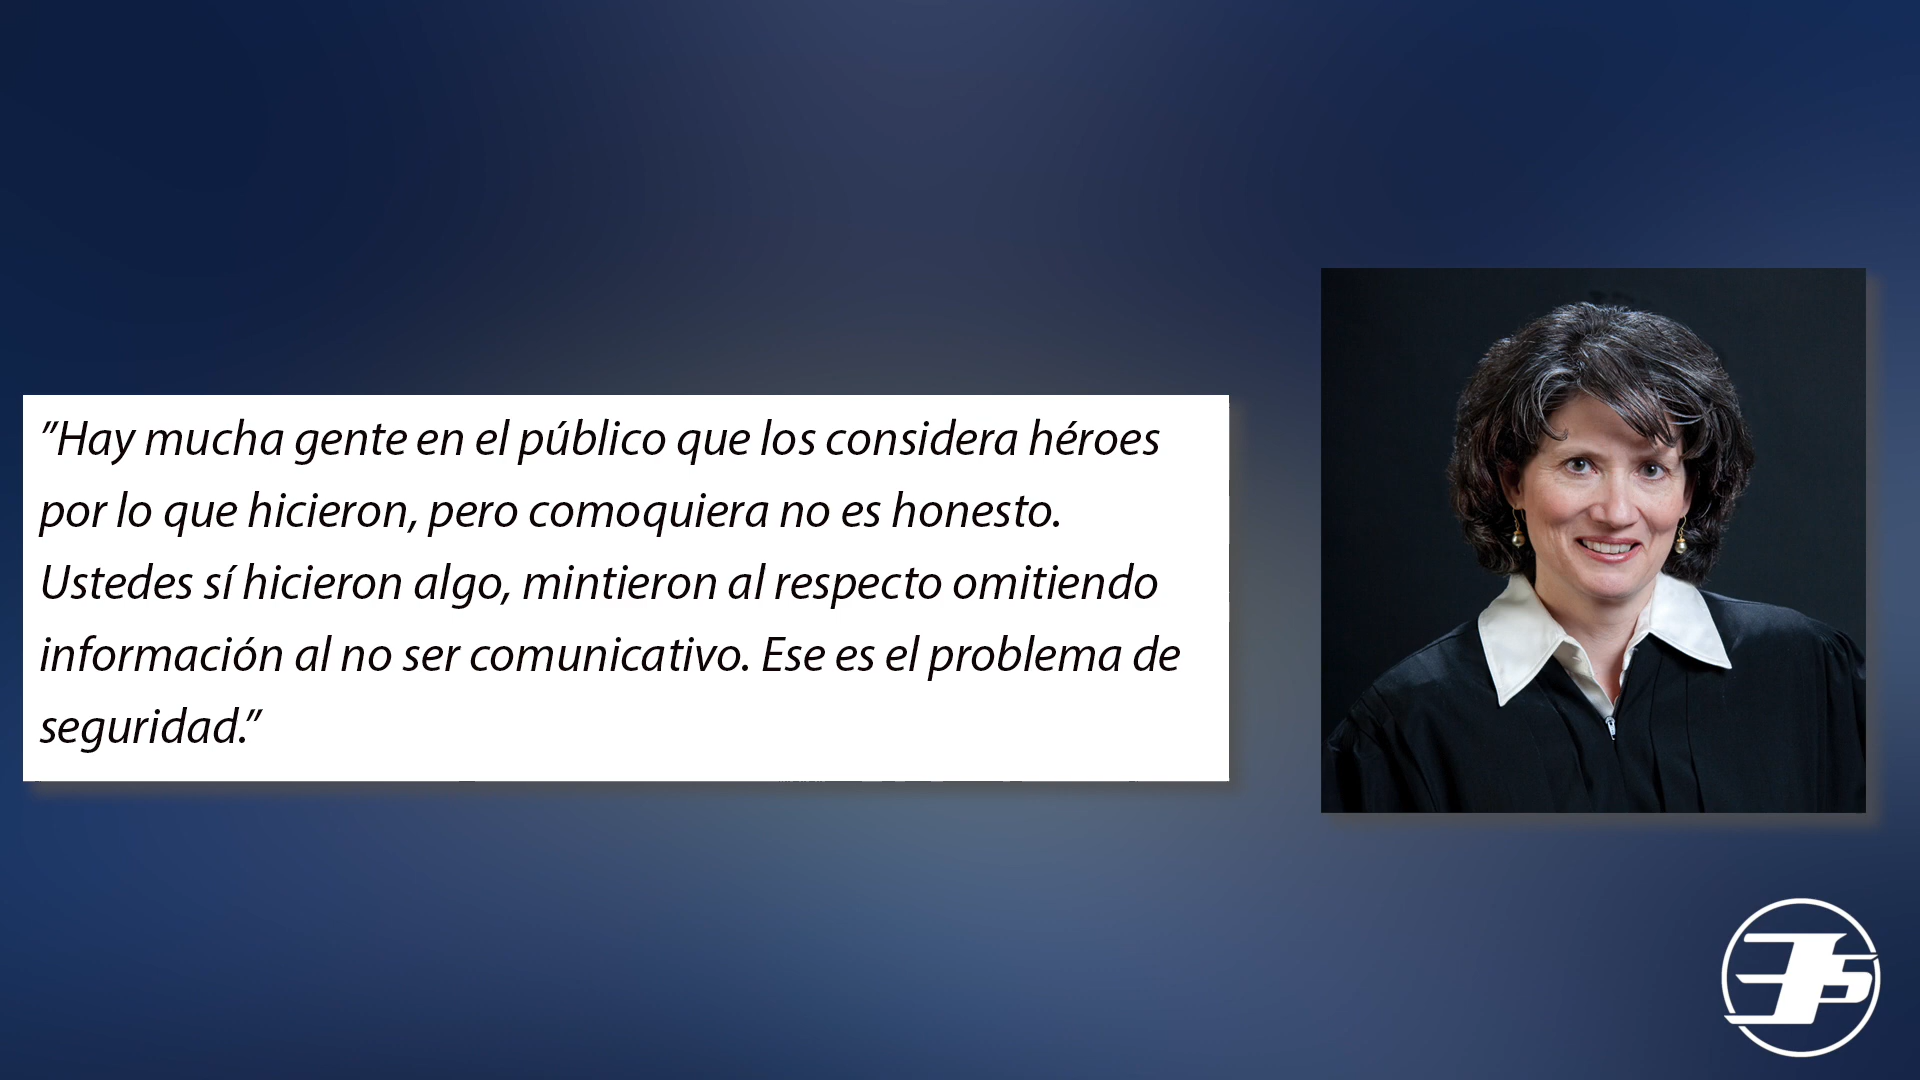 "Hay mucha gente en el público que los considera héroes
por lo que hicieron, pero comoquiera no es honesto.
Ustedes sí hicieron algo, mintieron al respecto omitiendo
información al no ser comunicativo. Ese es el problema de
seguridad."